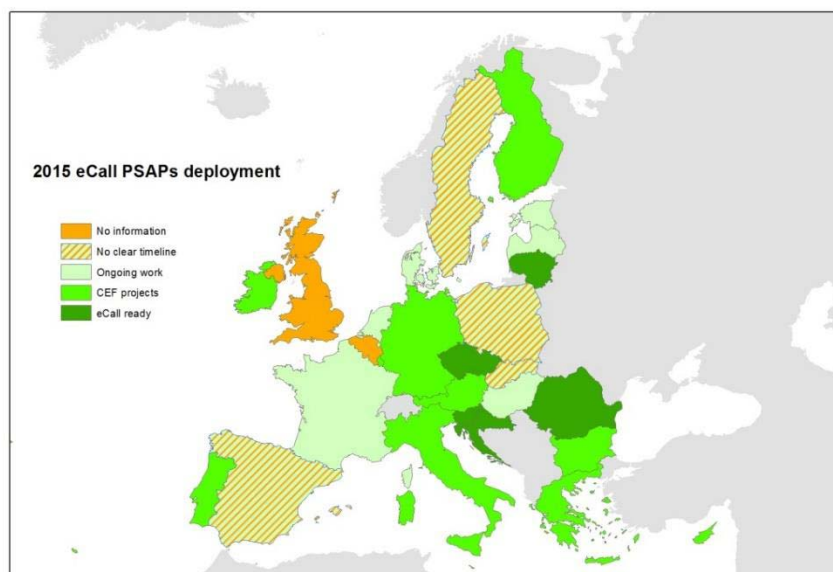 2015 eCall PSAPs deployment
No information
No clear timeline
Ongoing work
CEF projects
eCall ready